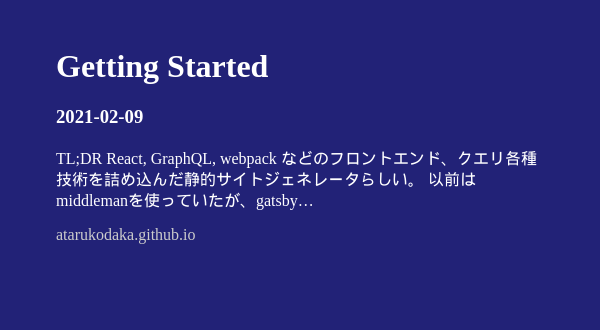 Getting Started
2021-02-09
TL;DR React, GraphQL, webpack などのフロントエンド、クエリ各種
技術を詰め込んだ静的サイトジェネレータらしい。 以前は
middlemanを使っていたが、gatsby…
atarukodaka.github.io